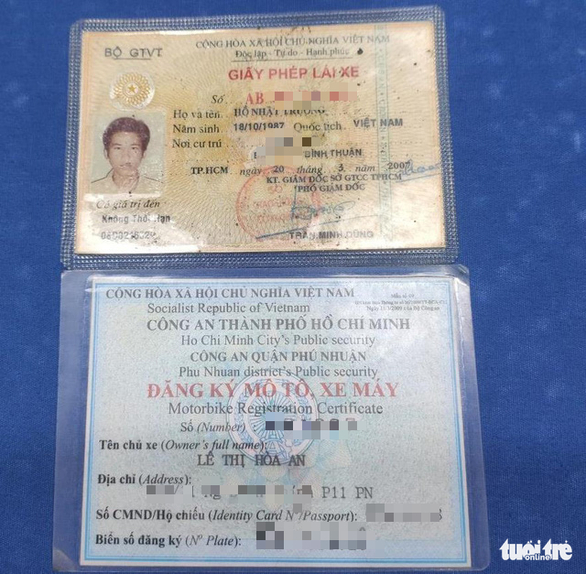 CỘNG HÒA XÃ HỘI CHỦ NGHĨA VIỆT NAM
BỘ GTVT
Độc lập - Tự do - Hạnh phúc
GIẤY PHÉP LÁI XE
Số: AB
Họ và tên HỒ NHẬT TRƯỜNG
Năm sinh 18/10/1987 Quốc tịch VIỆT NAM
Nơi cư trú
BÌNH THUẬN
TP.HCM ngày 20 tháng 3 năm 2007
KT. GIÁM ĐỐC SỞ GTCC TPHCM
PHÓ GIÁM ĐỐC
Có giá trị đến
Không Thời Hạn
TRẦN MINH DŨNG
CỘNG HÒA XÃ HỘI CHỦ NGHĨA VIỆT NAM
Socialist Republic of Vietnam
CÔNG AN THÀNH PHỐ HỒ CHÍ MINH
Ho Chi Minh City's Public security
CÔNG AN QUẬN PHÚ NHUẬN
Phu Nhuan district's Public security
ĐĂNG KÝ MÔ TÔ, XE MÁY
Motorbike Registration Certificate
Số (Number) :
Tên chủ xe (Owner's full name):
LÊ THỊ HÒA AN
Địa chỉ (Address):
P11 PN
Số CMND/Hộ chiếu (Identity Card Nº/Passport):
Biển số đăng ký (Nº Plate):
tuổi trẻ
online